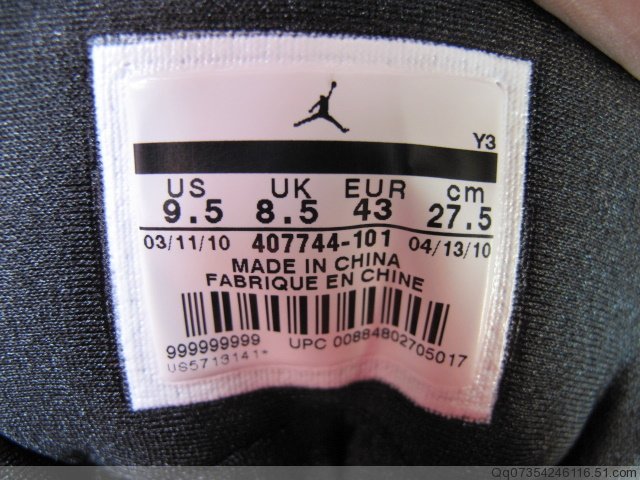 Y3
US UK EUR cm
9.5 8.5 43 27.5
03/11/10 407744-101 04/13/10
MADE IN CHINA
FABRIQUE EN CHINE
999999999 UPC 00884802705017
US5713141*
Qq07354246116.51.com